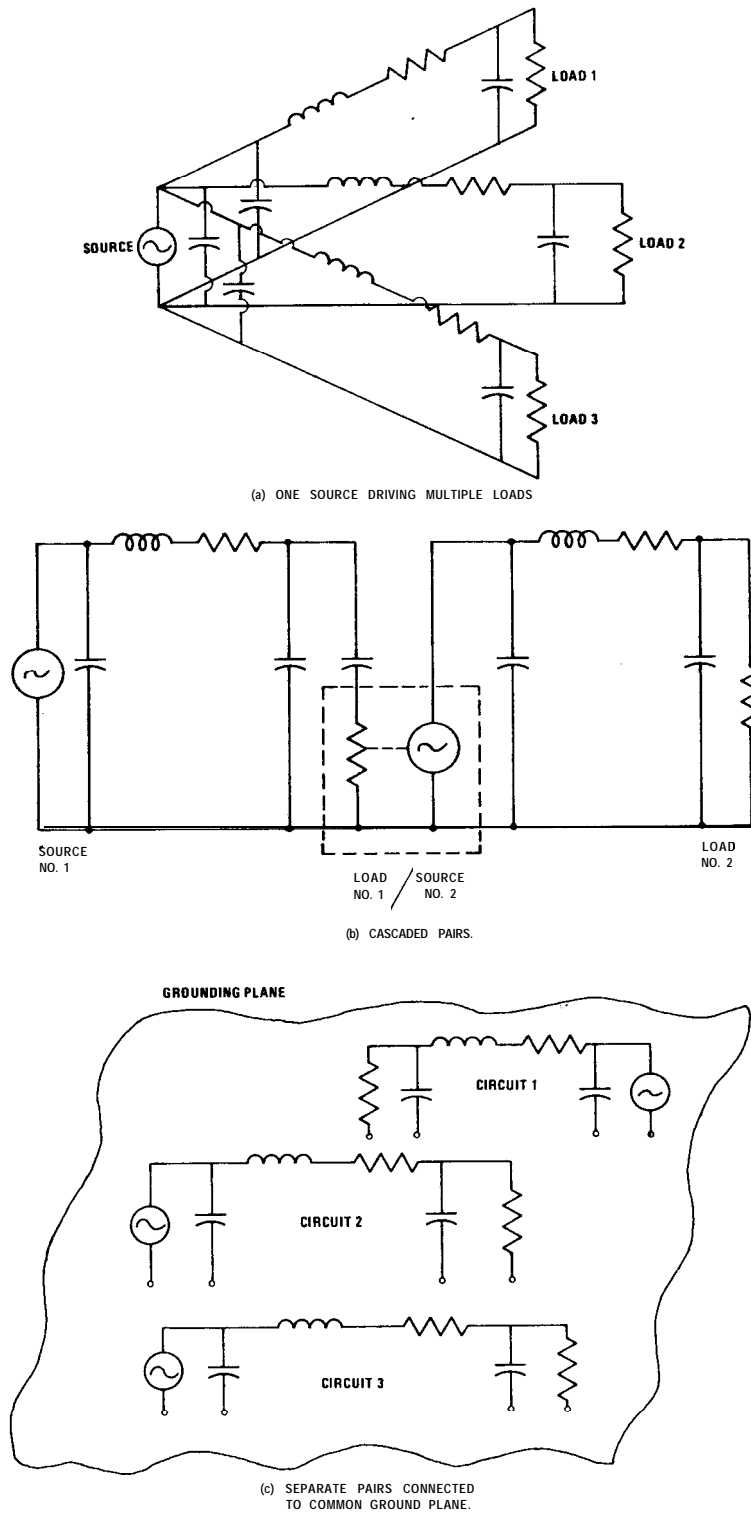 LOAD 1
SOURCE
LOAD 2
LOAD 3
(a) ONE SOURCE DRIVING MULTIPLE LOADS
SOURCE
NO. 1
LOAD
NO. 1
SOURCE
NO. 2
LOAD
NO. 2
(b) CASCADED PAIRS.
GROUNDING PLANE
CIRCUIT 1
CIRCUIT 2
CIRCUIT 3
(c) SEPARATE PAIRS CONNECTED
TO COMMON GROUND PLANE.